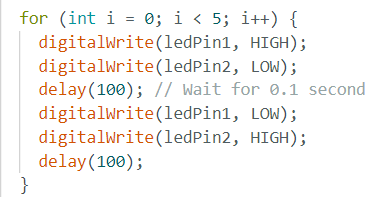 for (int i = 0; i < 5; i++) {
  digitalWrite(ledPin1, HIGH);
  digitalWrite(ledPin2, LOW);
  delay(100); // Wait for 0.1 second
  digitalWrite(ledPin1, LOW);
  digitalWrite(ledPin2, HIGH);
  delay(100);
}